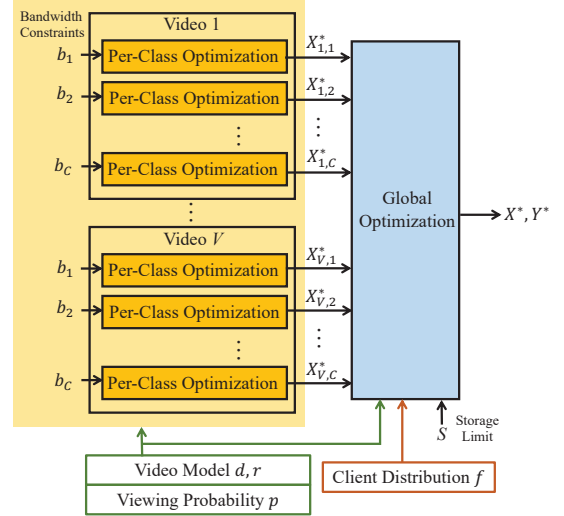 Bandwidth
Constraints
Video 1
b₁ Per-Class Optimization X*₁,₁
b₂ Per-Class Optimization X*₁,₂
⋮ ⋮
b_C Per-Class Optimization X*₁,C
⋮
Video V
b₁ Per-Class Optimization X*V,₁
b₂ Per-Class Optimization X*V,₂
⋮ ⋮
b_C Per-Class Optimization X*V,C
Global
Optimization
X*, Y*
S
Storage
Limit
Video Model d, r
Viewing Probability p
Client Distribution f